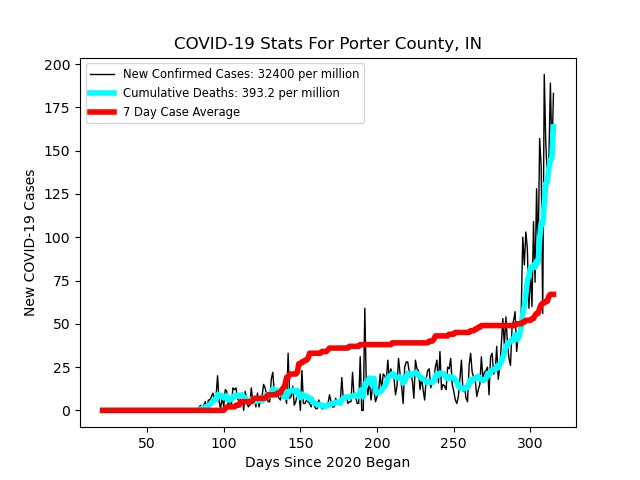 COVID-19 Stats For Porter County, IN
New Confirmed Cases: 32400 per million
Cumulative Deaths: 393.2 per million
7 Day Case Average
200
175
150
125
100
75
50
25
0
New COVID-19 Cases
50 100 150 200 250 300
Days Since 2020 Began